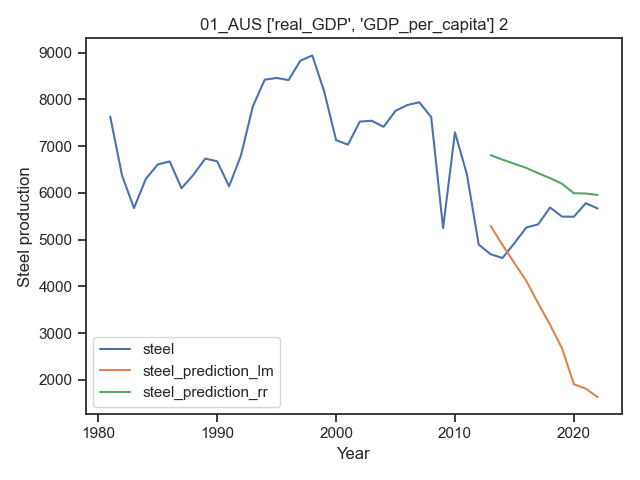 01_AUS ['real_GDP', 'GDP_per_capita'] 2
9000
8000
7000
6000
5000
4000
3000
2000
Steel production
steel
steel_prediction_lm
steel_prediction_rr
1980
1990
2000
2010
2020
Year